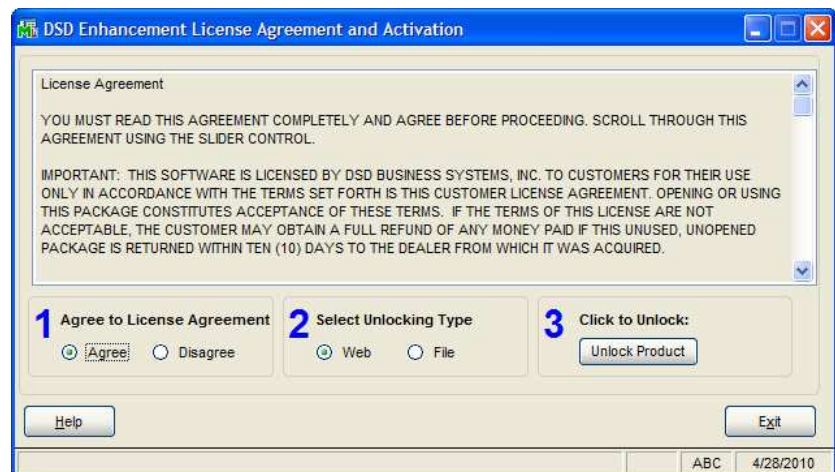 DSD Enhancement License Agreement and Activation
License Agreement
YOU MUST READ THIS AGREEMENT COMPLETELY AND AGREE BEFORE PROCEEDING. SCROLL THROUGH THIS
AGREEMENT USING THE SLIDER CONTROL.
IMPORTANT: THIS SOFTWARE IS LICENSED BY DSD BUSINESS SYSTEMS, INC. TO CUSTOMERS FOR THEIR USE
ONLY IN ACCORDANCE WITH THE TERMS SET FORTH IS THIS CUSTOMER LICENSE AGREEMENT. OPENING OR USING
THIS PACKAGE CONSTITUTES ACCEPTANCE OF THESE TERMS. IF THE TERMS OF THIS LICENSE ARE NOT
ACCEPTABLE, THE CUSTOMER MAY OBTAIN A FULL REFUND OF ANY MONEY PAID IF THIS UNUSED, UNOPENED
PACKAGE IS RETURNED WITHIN TEN (10) DAYS TO THE DEALER FROM WHICH IT WAS ACQUIRED.
1 Agree to License Agreement
Agree Disagree
2 Select Unlocking Type
Web File
3 Click to Unlock:
Unlock Product
Help Exit
ABC 4/28/2010